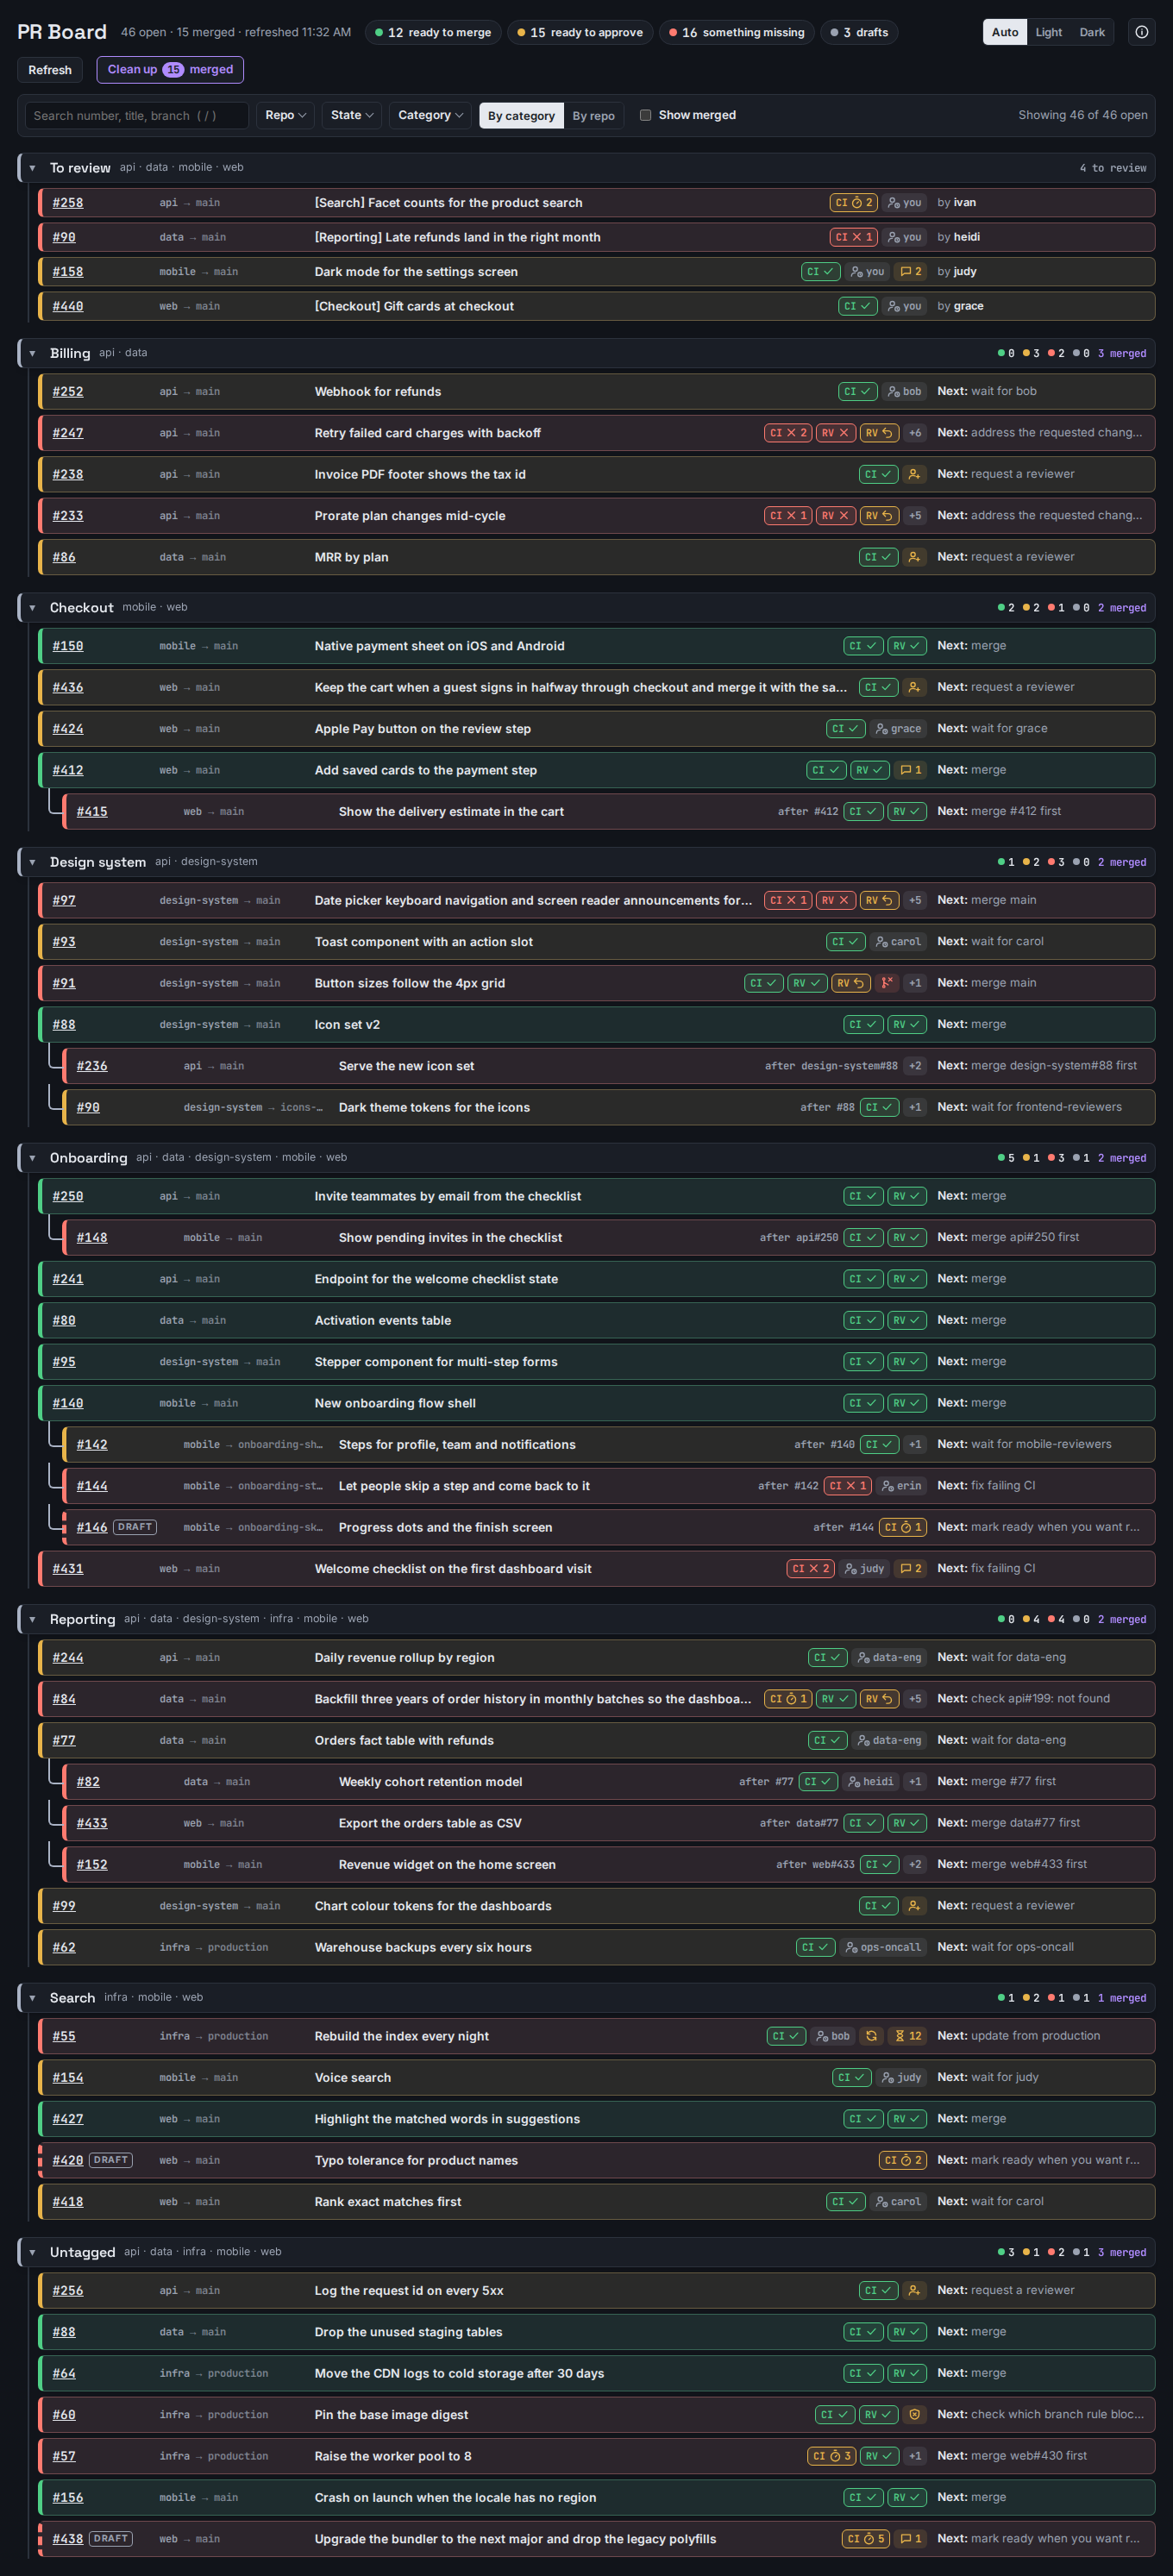 PR Board 46 open · 15 merged · refreshed 11:32 AM 12 ready to merge 15 ready to approve 16 something missing 3 drafts Auto Light Dark
Refresh Clean up 15 merged
Search number, title, branch ( / ) Repo State Category By category By repo Show merged Showing 46 of 46 open
To review api · data · mobile · web 4 to review
#258 api → main [Search] Facet counts for the product search CI 2 you by ivan
#90 data → main [Reporting] Late refunds land in the right month CI 1 you by heidi
#158 mobile → main Dark mode for the settings screen CI you 2 by judy
#440 web → main [Checkout] Gift cards at checkout CI you by grace
Billing api · data 0 3 2 0 3 merged
#252 api → main Webhook for refunds CI bob Next: wait for bob
#247 api → main Retry failed card charges with backoff CI 2 RV RV +6 Next: address the requested chang…
#238 api → main Invoice PDF footer shows the tax id CI Next: request a reviewer
#233 api → main Prorate plan changes mid-cycle CI 1 RV RV +5 Next: address the requested chang…
#86 data → main MRR by plan CI Next: request a reviewer
Checkout mobile · web 2 2 1 0 2 merged
#150 mobile → main Native payment sheet on iOS and Android CI RV Next: merge
#436 web → main Keep the cart when a guest signs in halfway through checkout and merge it with the sa… CI Next: request a reviewer
#424 web → main Apple Pay button on the review step CI grace Next: wait for grace
#412 web → main Add saved cards to the payment step CI RV 1 Next: merge
#415 web → main Show the delivery estimate in the cart after #412 CI RV Next: merge #412 first
Design system api · design-system 1 2 3 0 2 merged
#97 design-system → main Date picker keyboard navigation and screen reader announcements for… CI 1 RV RV +5 Next: merge main
#93 design-system → main Toast component with an action slot CI carol Next: wait for carol
#91 design-system → main Button sizes follow the 4px grid CI RV RV +1 Next: merge main
#88 design-system → main Icon set v2 CI RV Next: merge
#236 api → main Serve the new icon set after design-system#88 +2 Next: merge design-system#88 first
#90 design-system → icons-… Dark theme tokens for the icons after #88 CI +1 Next: wait for frontend-reviewers
Onboarding api · data · design-system · mobile · web 5 1 3 1 2 merged
#250 api → main Invite teammates by email from the checklist CI RV Next: merge
#148 mobile → main Show pending invites in the checklist after api#250 CI RV Next: merge api#250 first
#241 api → main Endpoint for the welcome checklist state CI RV Next: merge
#80 data → main Activation events table CI RV Next: merge
#95 design-system → main Stepper component for multi-step forms CI RV Next: merge
#140 mobile → main New onboarding flow shell CI RV Next: merge
#142 mobile → onboarding-sh… Steps for profile, team and notifications after #140 CI +1 Next: wait for mobile-reviewers
#144 mobile → onboarding-st… Let people skip a step and come back to it after #142 CI 1 erin Next: fix failing CI
#146 DRAFT mobile → onboarding-sk… Progress dots and the finish screen after #144 CI 1 Next: mark ready when you want r…
#431 web → main Welcome checklist on the first dashboard visit CI 2 judy 2 Next: fix failing CI
Reporting api · data · design-system · infra · mobile · web 0 4 4 0 2 merged
#244 api → main Daily revenue rollup by region CI data-eng Next: wait for data-eng
#84 data → main Backfill three years of order history in monthly batches so the dashboa… CI 1 RV RV +5 Next: check api#199: not found
#77 data → main Orders fact table with refunds CI data-eng Next: wait for data-eng
#82 data → main Weekly cohort retention model after #77 CI heidi +1 Next: merge #77 first
#433 web → main Export the orders table as CSV after data#77 CI RV Next: merge data#77 first
#152 mobile → main Revenue widget on the home screen after web#433 CI +2 Next: merge web#433 first
#99 design-system → main Chart colour tokens for the dashboards CI Next: request a reviewer
#62 infra → production Warehouse backups every six hours CI ops-oncall Next: wait for ops-oncall
Search infra · mobile · web 1 2 1 1 1 merged
#55 infra → production Rebuild the index every night CI bob 12 Next: update from production
#154 mobile → main Voice search CI judy Next: wait for judy
#427 web → main Highlight the matched words in suggestions CI RV Next: merge
#420 DRAFT web → main Typo tolerance for product names CI 2 Next: mark ready when you want r…
#418 web → main Rank exact matches first CI carol Next: wait for carol
Untagged api · data · infra · mobile · web 3 1 2 1 3 merged
#256 api → main Log the request id on every 5xx CI Next: request a reviewer
#88 data → main Drop the unused staging tables CI RV Next: merge
#64 infra → production Move the CDN logs to cold storage after 30 days CI RV Next: merge
#60 infra → production Pin the base image digest CI RV Next: check which branch rule bloc…
#57 infra → production Raise the worker pool to 8 CI 3 RV +1 Next: merge web#430 first
#156 mobile → main Crash on launch when the locale has no region CI RV Next: merge
#438 DRAFT web → main Upgrade the bundler to the next major and drop the legacy polyfills CI 5 1 Next: mark ready when you want r…